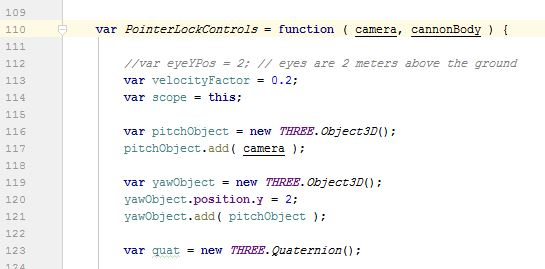 109
110 var PointerLockControls = function ( camera, cannonBody ) {
111
112 //var eyeYPos = 2; // eyes are 2 meters above the ground
113 var velocityFactor = 0.2;
114 var scope = this;
115
116 var pitchObject = new THREE.Object3D();
117 pitchObject.add( camera );
118
119 var yawObject = new THREE.Object3D();
120 yawObject.position.y = 2;
121 yawObject.add( pitchObject );
122
123 var quat = new THREE.Quaternion();
124